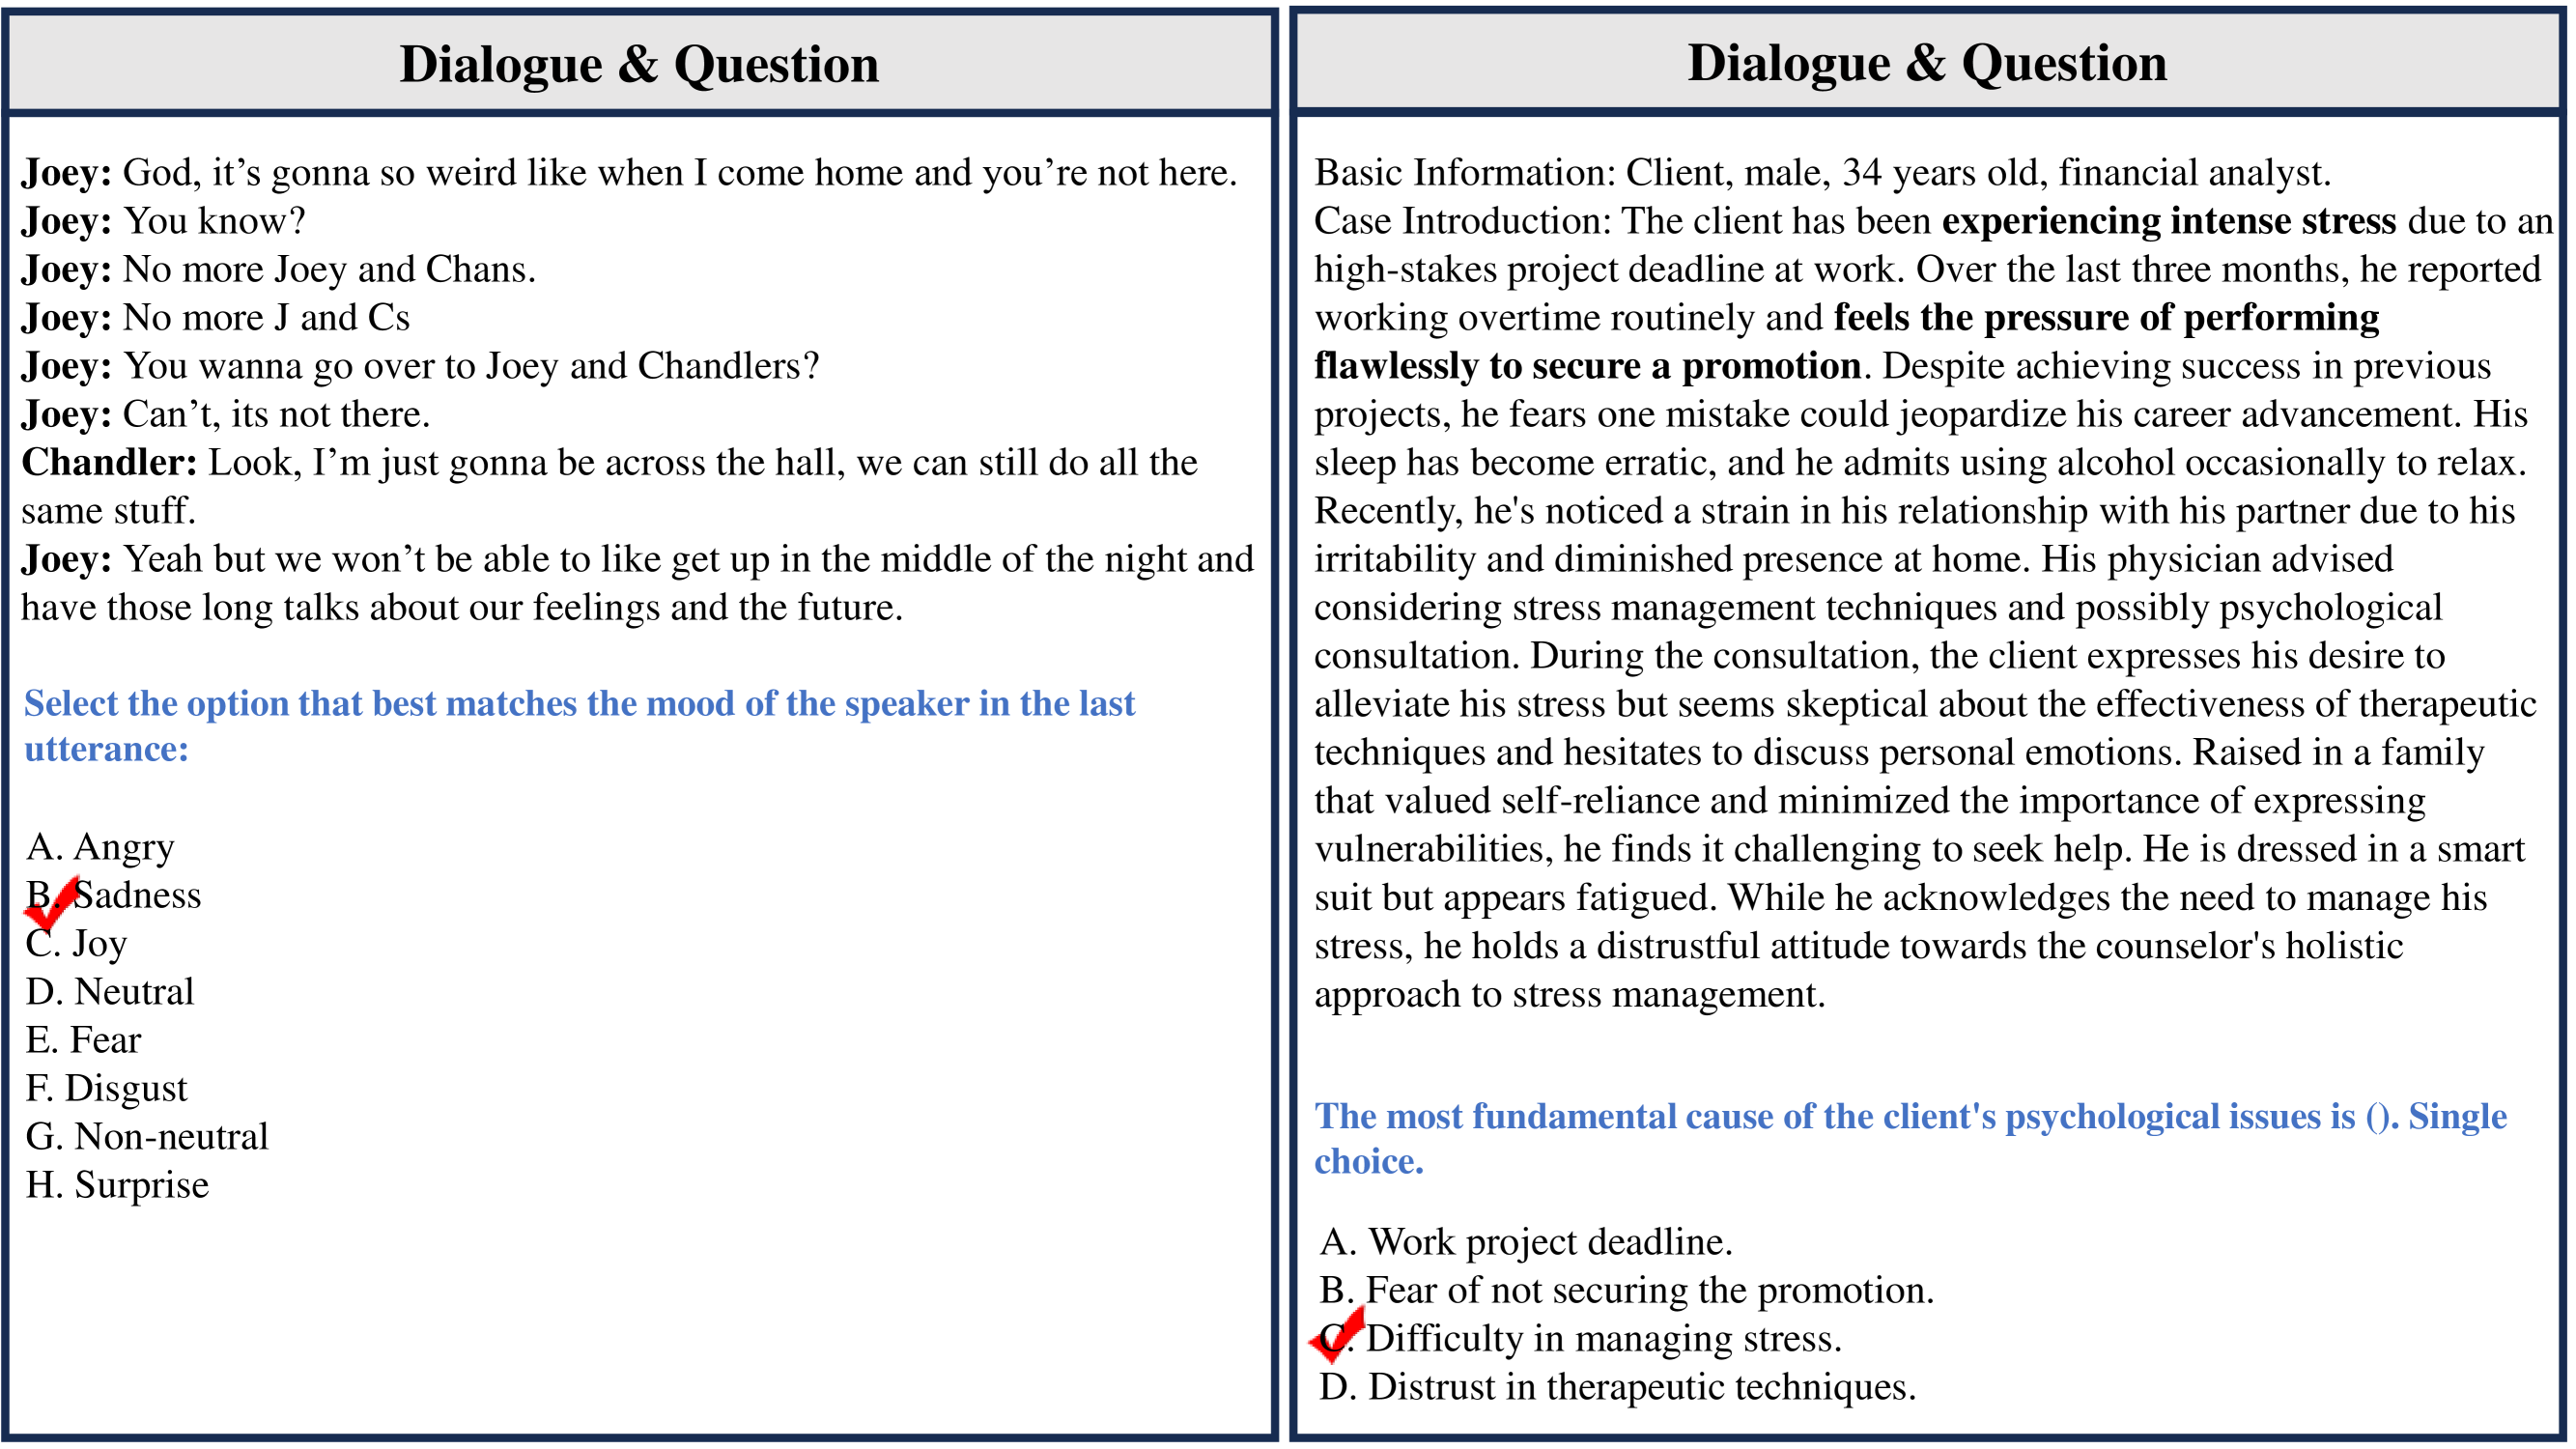 Dialogue & Question
Joey: God, it’s gonna so weird like when I come home and you’re not here.
Joey: You know?
Joey: No more Joey and Chans.
Joey: No more J and Cs
Joey: You wanna go over to Joey and Chandlers?
Joey: Can’t, its not there.
Chandler: Look, I’m just gonna be across the hall, we can still do all the
same stuff.
Joey: Yeah but we won’t be able to like get up in the middle of the night and
have those long talks about our feelings and the future.
Select the option that best matches the mood of the speaker in the last
utterance:
A. Angry
B. Sadness
C. Joy
D. Neutral
E. Fear
F. Disgust
G. Non-neutral
H. Surprise
Dialogue & Question
Basic Information: Client, male, 34 years old, financial analyst.
Case Introduction: The client has been experiencing intense stress due to an
high-stakes project deadline at work. Over the last three months, he reported
working overtime routinely and feels the pressure of performing
flawlessly to secure a promotion. Despite achieving success in previous
projects, he fears one mistake could jeopardize his career advancement. His
sleep has become erratic, and he admits using alcohol occasionally to relax.
Recently, he's noticed a strain in his relationship with his partner due to his
irritability and diminished presence at home. His physician advised
considering stress management techniques and possibly psychological
consultation. During the consultation, the client expresses his desire to
alleviate his stress but seems skeptical about the effectiveness of therapeutic
techniques and hesitates to discuss personal emotions. Raised in a family
that valued self-reliance and minimized the importance of expressing
vulnerabilities, he finds it challenging to seek help. He is dressed in a smart
suit but appears fatigued. While he acknowledges the need to manage his
stress, he holds a distrustful attitude towards the counselor's holistic
approach to stress management.
The most fundamental cause of the client's psychological issues is (). Single
choice.
A. Work project deadline.
B. Fear of not securing the promotion.
C. Difficulty in managing stress.
D. Distrust in therapeutic techniques.